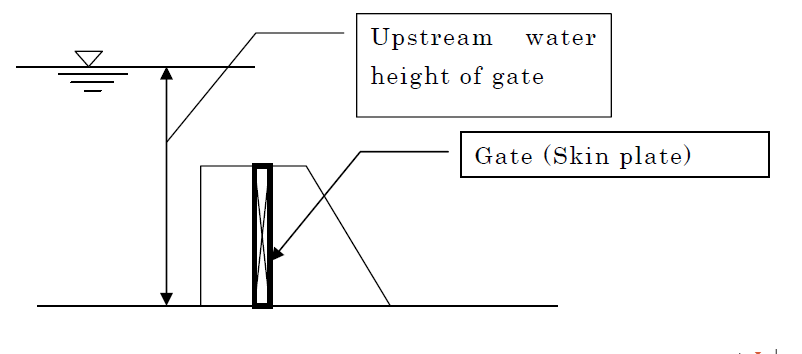 Upstream water
height of gate
Gate (Skin plate)